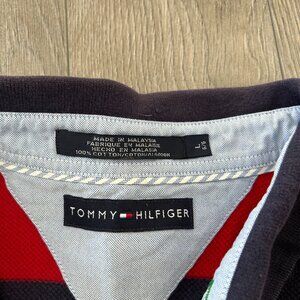 MADE IN MALAYSIA
FABRIQUE EN MALAISIE
HECHO EN MALASIA
100% COTTON/COTON/ALGODON
L
G/G
TOMMY HILFIGER